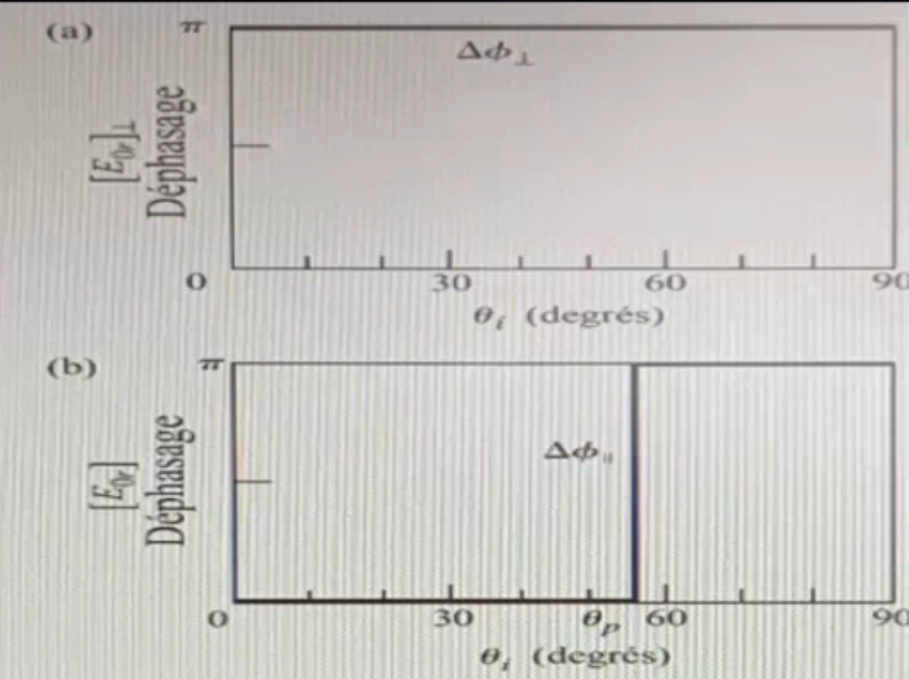 (a)
π
Δϕ⊥
[E0r]⊥
Déphasage
0
30
60
90
θi (degrés)
(b)
π
Δϕ∥
[E0r]
Déphasage
0
30
θp
60
90
θi (degrés)